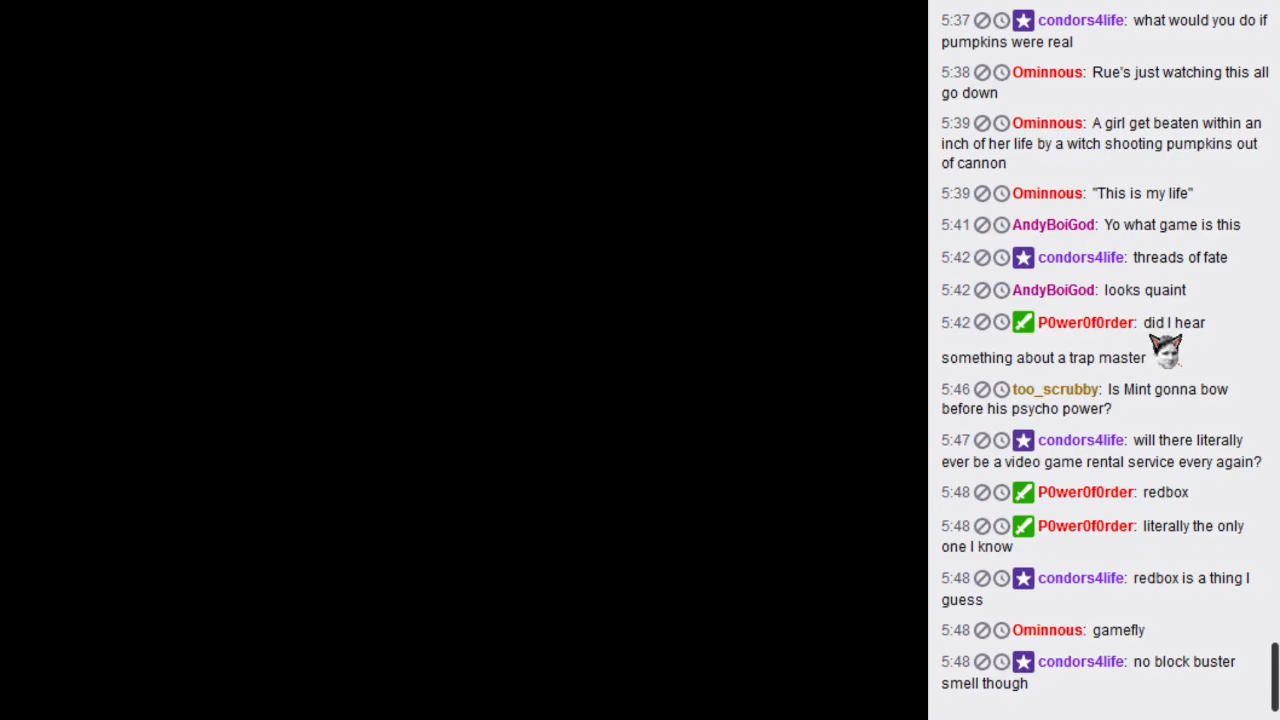 5:37 condors4life: what would you do if
pumpkins were real
5:38 Ominnous: Rue's just watching this all
go down
5:39 Ominnous: A girl get beaten within an
inch of her life by a witch shooting pumpkins out
of cannon
5:39 Ominnous: "This is my life"
5:41 AndyBoiGod: Yo what game is this
5:42 condors4life: threads of fate
5:42 AndyBoiGod: looks quaint
5:42 P0wer0f0rder: did I hear
something about a trap master
5:46 too_scrubby: Is Mint gonna bow
before his psycho power?
5:47 condors4life: will there literally
ever be a video game rental service every again?
5:48 P0wer0f0rder: redbox
5:48 P0wer0f0rder: literally the only
one I know
5:48 condors4life: redbox is a thing I
guess
5:48 Ominnous: gamefly
5:48 condors4life: no block buster
smell though